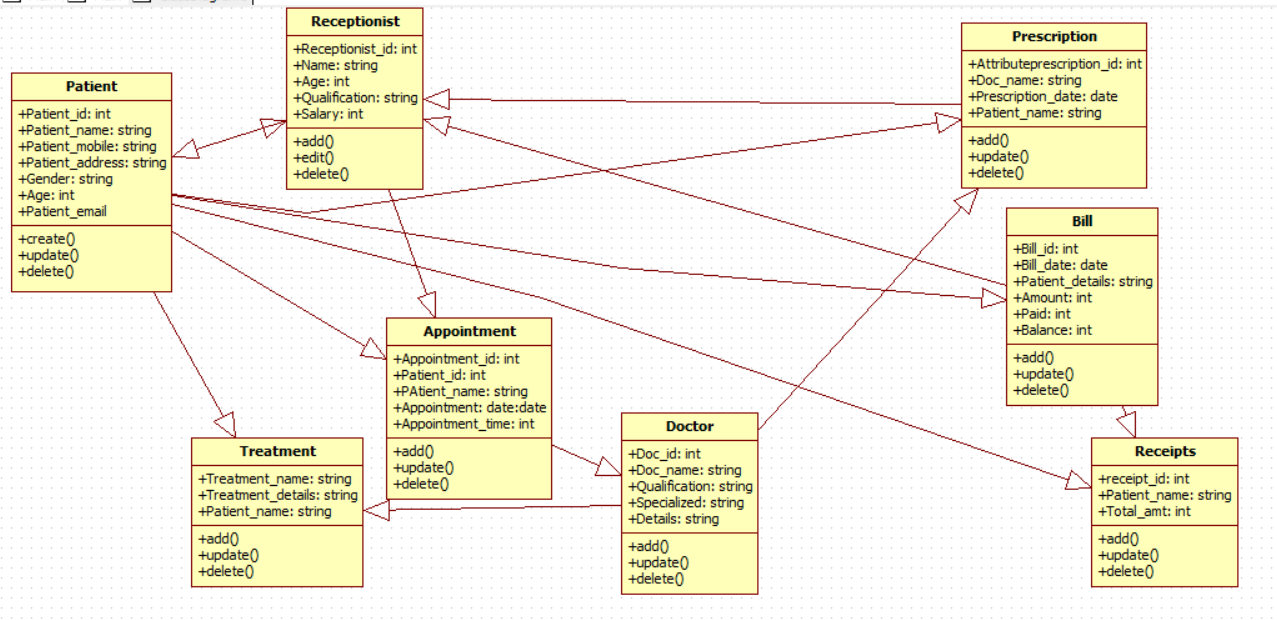 Receptionist
+Receptionist_id: int
+Name: string
+Age: int
+Qualification: string
+Salary: int
+add()
+edit()
+delete()
Prescription
+Attributeprescription_id: int
+Doc_name: string
+Prescription_date: date
+Patient_name: string
+add()
+update()
+delete()
Patient
+Patient_id: int
+Patient_name: string
+Patient_mobile: string
+Patient_address: string
+Gender: string
+Age: int
+Patient_email
+create()
+update()
+delete()
Bill
+Bill_id: int
+Bill_date: date
+Patient_details: string
+Amount: int
+Paid: int
+Balance: int
+add()
+update()
+delete()
Appointment
+Appointment_id: int
+Patient_id: int
+PAtient_name: string
+Appointment: date:date
+Appointment_time: int
+add()
+update()
+delete()
Doctor
+Doc_id: int
+Doc_name: string
+Qualification: string
+Specialized: string
+Details: string
+add()
+update()
+delete()
Treatment
+Treatment_name: string
+Treatment_details: string
+Patient_name: string
+add()
+update()
+delete()
Receipts
+receipt_id: int
+Patient_name: string
+Total_amt: int
+add()
+update()
+delete()